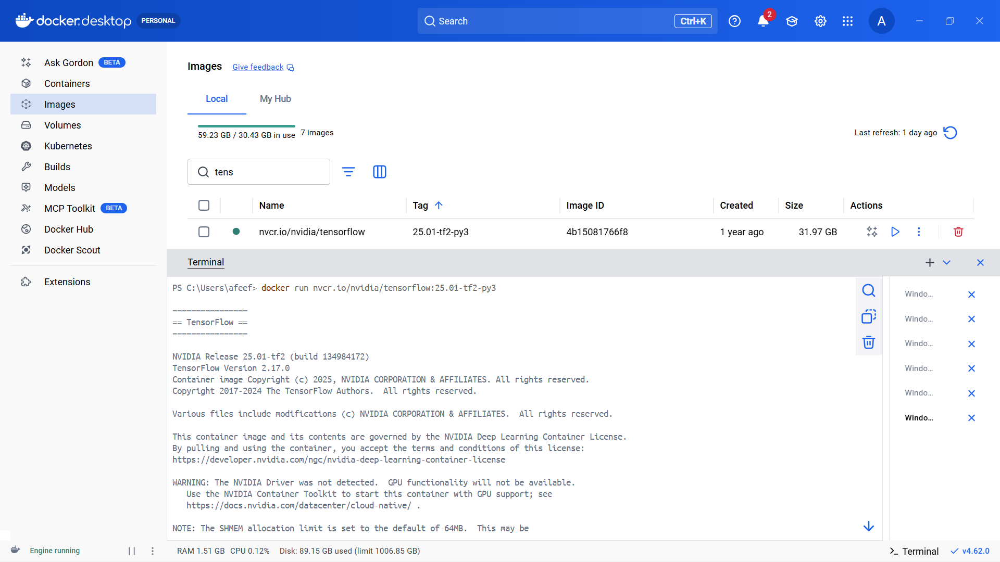 docker.desktop PERSONAL
Search Ctrl+K
2
A
Ask Gordon BETA
Containers
Images
Volumes
Kubernetes
Builds
Models
MCP Toolkit BETA
Docker Hub
Docker Scout
Extensions
Images Give feedback
Local My Hub
59.23 GB / 30.43 GB in use 7 images
Last refresh: 1 day ago
tens
Name Tag Image ID Created Size Actions
nvcr.io/nvidia/tensorflow 25.01-tf2-py3 4b15081766f8 1 year ago 31.97 GB
Terminal
PS C:\Users\afeef> docker run nvcr.io/nvidia/tensorflow:25.01-tf2-py3
================
== TensorFlow ==
================
NVIDIA Release 25.01-tf2 (build 134984172)
TensorFlow Version 2.17.0
Container image Copyright (c) 2025, NVIDIA CORPORATION & AFFILIATES. All rights reserved.
Copyright 2017-2024 The TensorFlow Authors.  All rights reserved.
Various files include modifications (c) NVIDIA CORPORATION & AFFILIATES.  All rights reserved.
This container image and its contents are governed by the NVIDIA Deep Learning Container License.
By pulling and using the container, you accept the terms and conditions of this license:
https://developer.nvidia.com/ngc/nvidia-deep-learning-container-license
WARNING: The NVIDIA Driver was not detected.  GPU functionality will not be available.
   Use the NVIDIA Container Toolkit to start this container with GPU support; see
   https://docs.nvidia.com/datacenter/cloud-native/ .
NOTE: The SHMEM allocation limit is set to the default of 64MB.  This may be
Windo...
Windo...
Windo...
Windo...
Windo...
Windo...
Engine running
RAM 1.51 GB CPU 0.12% Disk: 89.15 GB used (limit 1006.85 GB)
Terminal v4.62.0